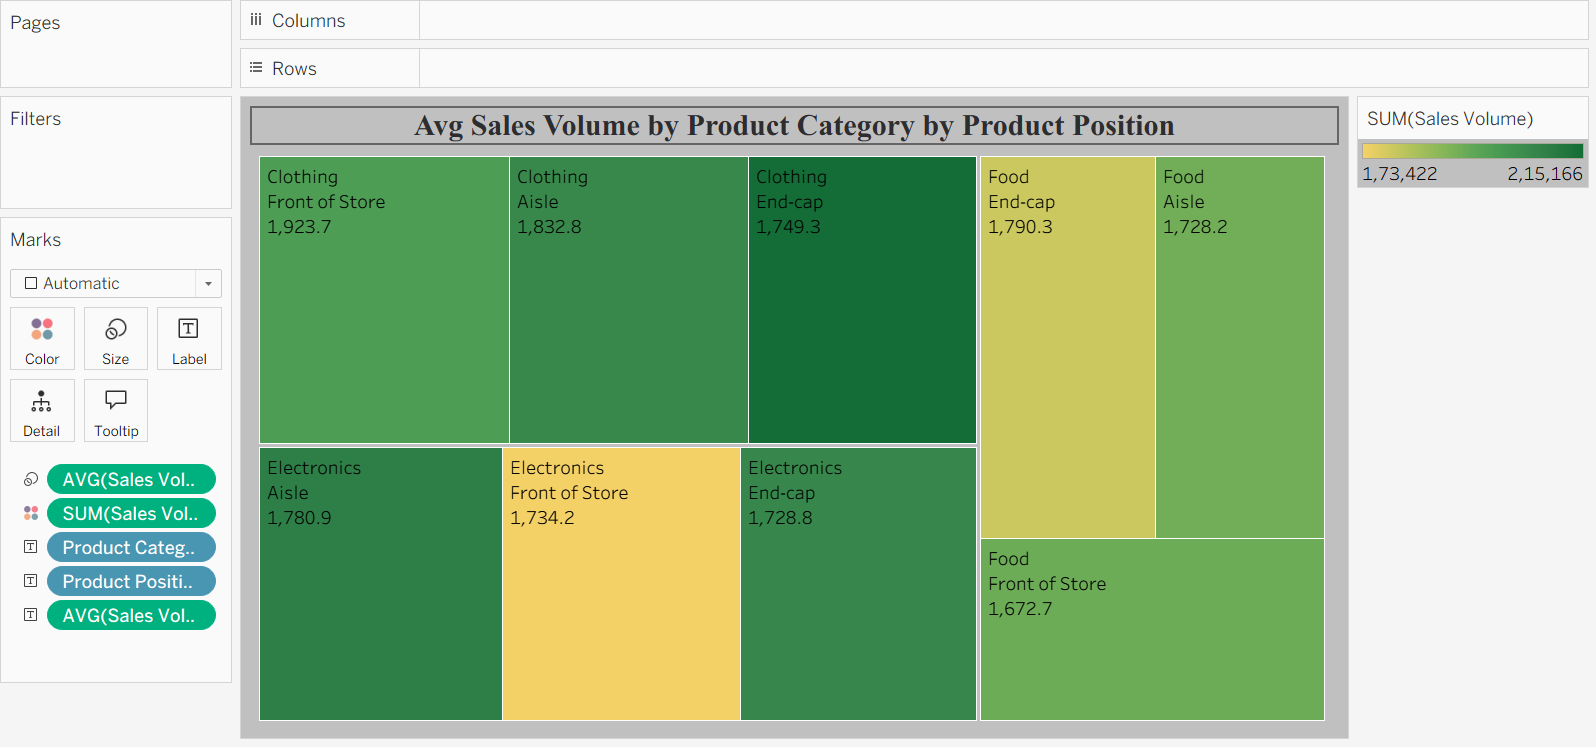 Pages
Columns
Rows
Filters
Marks
Automatic
Color
Size
Label
Detail
Tooltip
AVG(Sales Vol..
SUM(Sales Vol..
Product Categ..
Product Positi..
AVG(Sales Vol..
Avg Sales Volume by Product Category by Product Position
Clothing
Front of Store
1,923.7
Clothing
Aisle
1,832.8
Clothing
End-cap
1,749.3
Food
End-cap
1,790.3
Food
Aisle
1,728.2
Electronics
Aisle
1,780.9
Electronics
Front of Store
1,734.2
Electronics
End-cap
1,728.8
Food
Front of Store
1,672.7
SUM(Sales Volume)
1,73,422 2,15,166